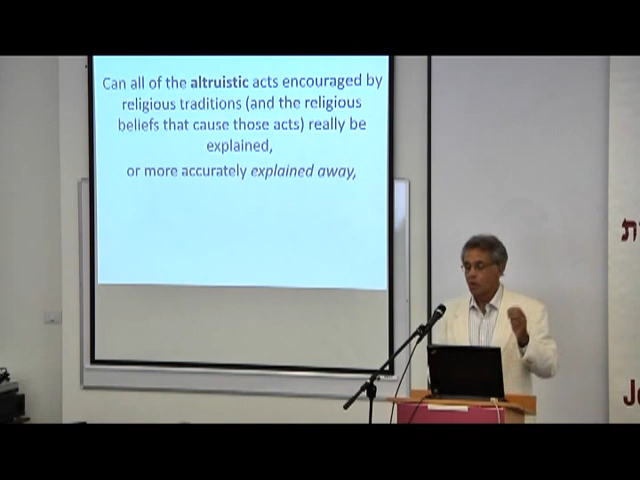 Can all of the altruistic acts encouraged by
religious traditions (and the religious
beliefs that cause those acts) really be
explained,
or more accurately explained away,